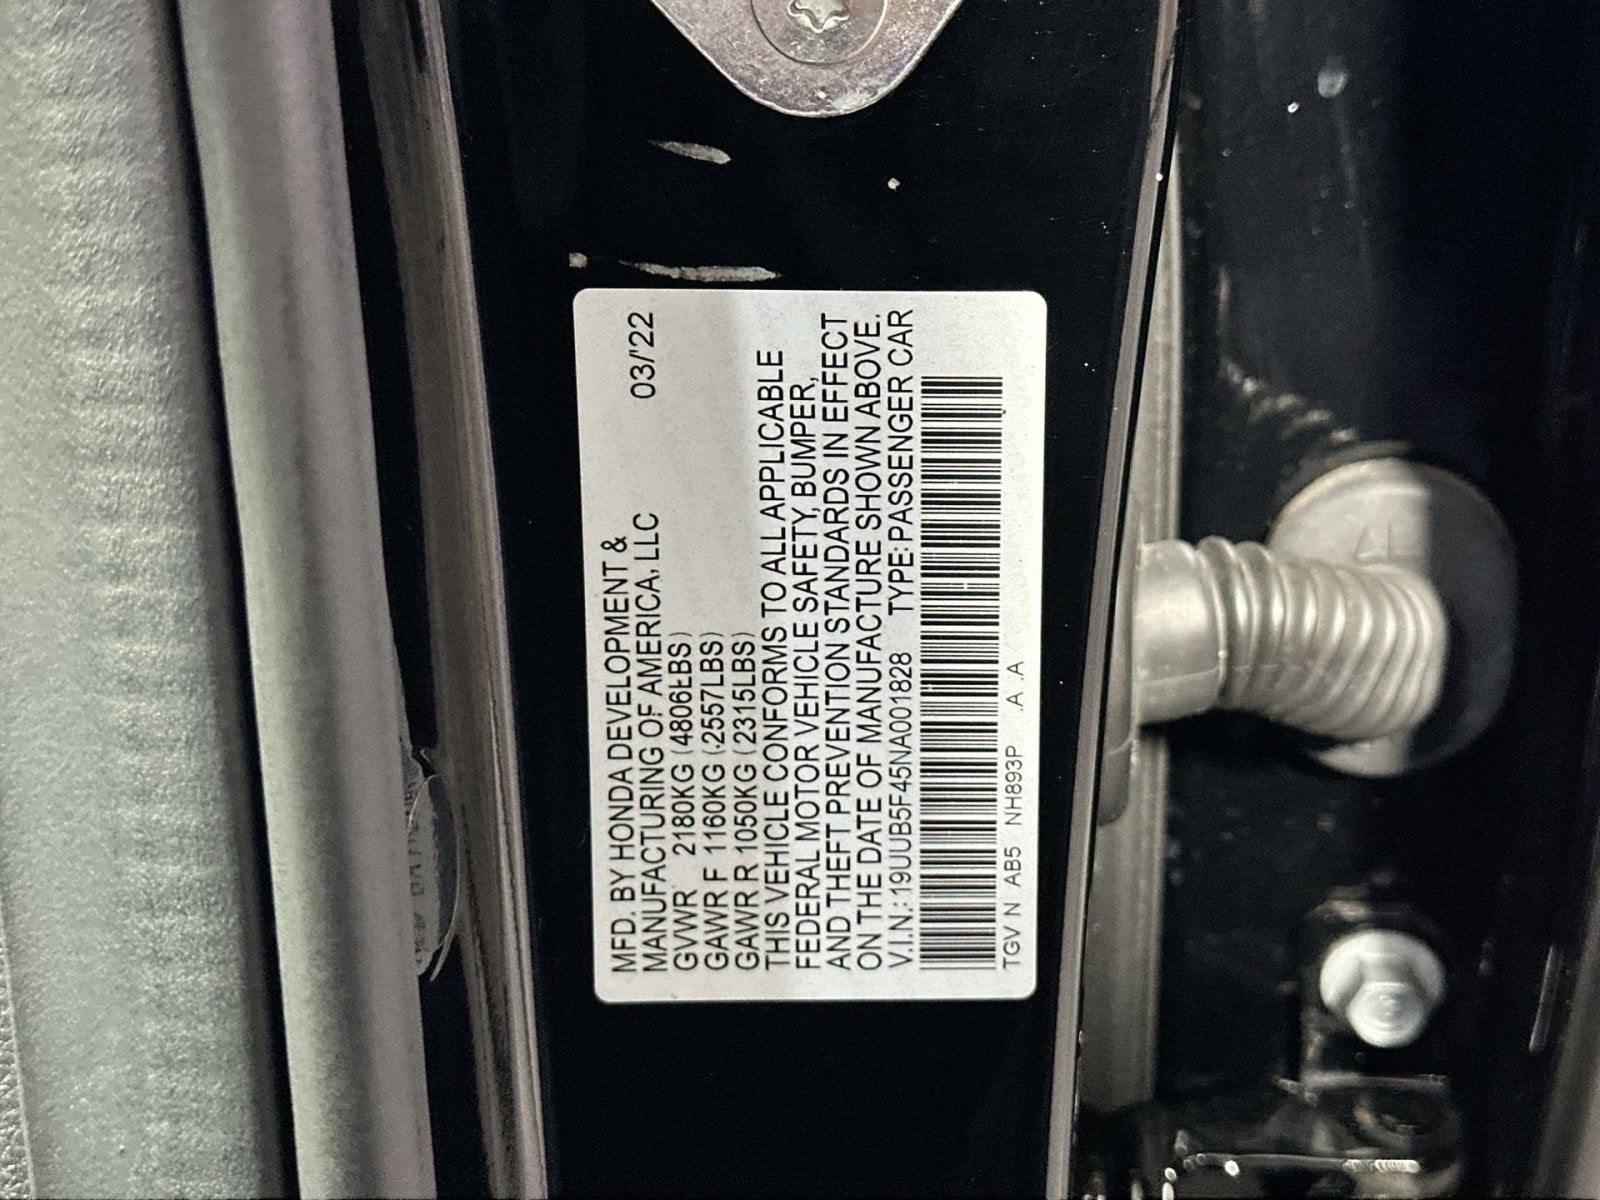 MFD. BY HONDA DEVELOPMENT &
MANUFACTURING OF AMERICA, LLC 03/'22
GVWR 2180KG (4806LBS)
GAWR F 1160KG (2557LBS)
GAWR R 1050KG (2315LBS)
THIS VEHICLE CONFORMS TO ALL APPLICABLE
FEDERAL MOTOR VEHICLE SAFETY, BUMPER,
AND THEFT PREVENTION STANDARDS IN EFFECT
ON THE DATE OF MANUFACTURE SHOWN ABOVE.
V.I.N.: 19UUB5F45NA001828 TYPE: PASSENGER CAR
TGV N AB5 NH893P .A .A